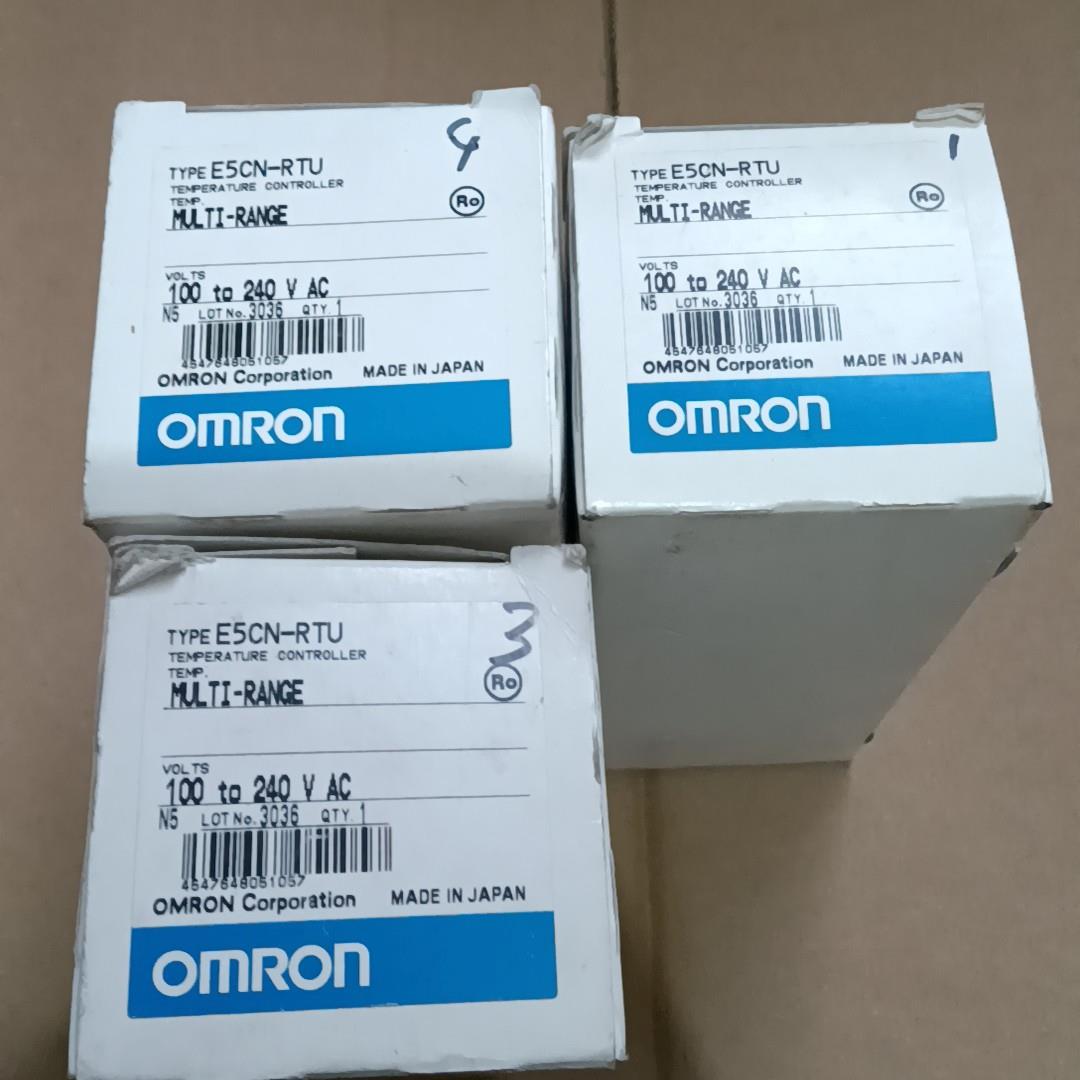 4
TYPE E5CN-RTU
TEMPERATURE CONTROLLER
TEMP.
MULTI-RANGE
Ro
VOLTS
100 to 240 V AC
N5 LOT No. 3036 QTY. 1
4547648051057
OMRON Corporation MADE IN JAPAN
OMRON
1
TYPE E5CN-RTU
TEMPERATURE CONTROLLER
TEMP.
MULTI-RANGE
Ro
VOLTS
100 to 240 V AC
N5 LOT No. 3036 QTY. 1
4547648051057
OMRON Corporation MADE IN JAPAN
OMRON
3
TYPE E5CN-RTU
TEMPERATURE CONTROLLER
TEMP.
MULTI-RANGE
Ro
VOLTS
100 to 240 V AC
N5 LOT No. 3036 QTY. 1
4547648051057
OMRON Corporation MADE IN JAPAN
OMRON